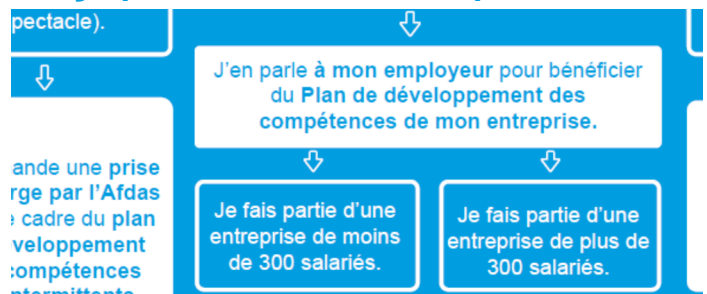 pectacle).
J'en parle à mon employeur pour bénéficier
du Plan de développement des
compétences de mon entreprise.
ande une prise
rge par l'Afdas
cadre du plan
veloppement
compétences
Je fais partie d'une
entreprise de moins
de 300 salariés.
Je fais partie d'une
entreprise de plus de
300 salariés.